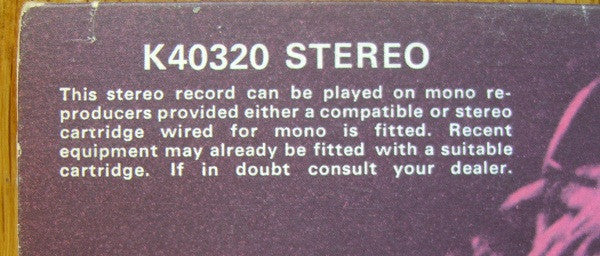 K40320 STEREO
This stereo record can be played on mono re-
producers provided either a compatible or stereo
cartridge wired for mono is fitted. Recent
equipment may already be fitted with a suitable
cartridge. If in doubt consult your dealer.